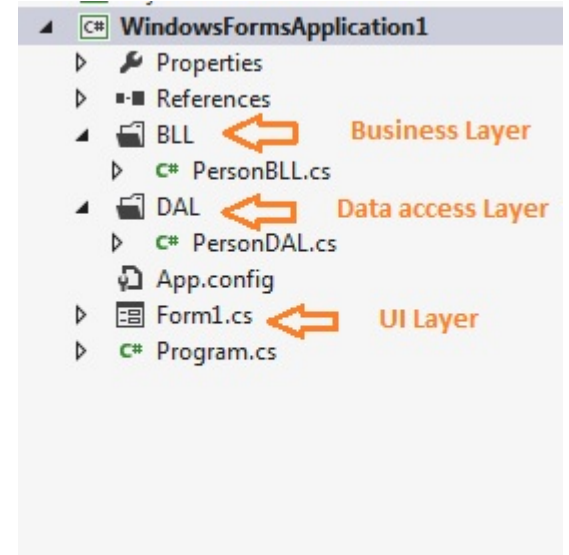 C# WindowsFormsApplication1
Properties
References
BLL Business Layer
C# PersonBLL.cs
DAL Data access Layer
C# PersonDAL.cs
App.config
Form1.cs UI Layer
C# Program.cs